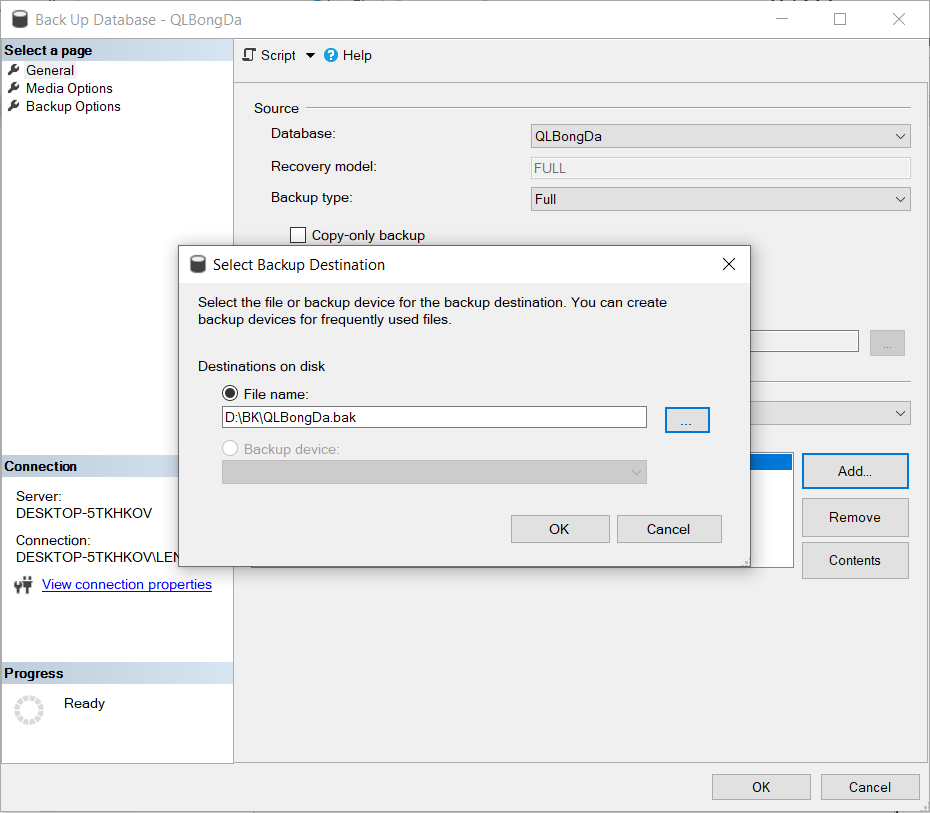 Back Up Database - QLBongDa
Select a page
General
Media Options
Backup Options
Script
Help
Source
Database:
QLBongDa
Recovery model:
FULL
Backup type:
Full
Copy-only backup
Select Backup Destination
Select the file or backup device for the backup destination. You can create
backup devices for frequently used files.
Destinations on disk
File name:
D:\BK\QLBongDa.bak
...
Backup device:
OK
Cancel
...
Add...
Remove
Contents
Connection
Server:
DESKTOP-5TKHKOV
Connection:
DESKTOP-5TKHKOV\LEN
View connection properties
Progress
Ready
OK
Cancel